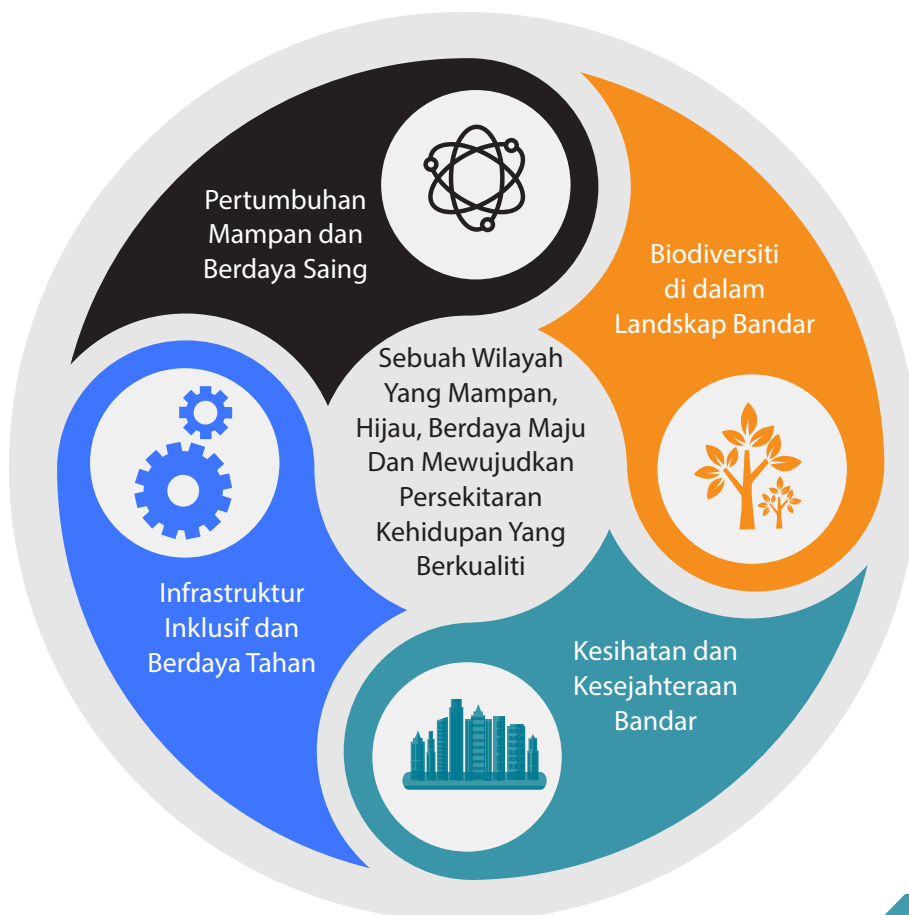 Pertumbuhan
Mampan dan
Berdaya Saing
Biodiversiti
di dalam
Landskap Bandar
Sebuah Wilayah
Yang Mampan,
Hijau, Berdaya Maju
Dan Mewujudkan
Persekitaran
Kehidupan Yang
Berkualiti
Infrastruktur
Inklusif dan
Berdaya Tahan
Kesihatan dan
Kesejahteraan
Bandar